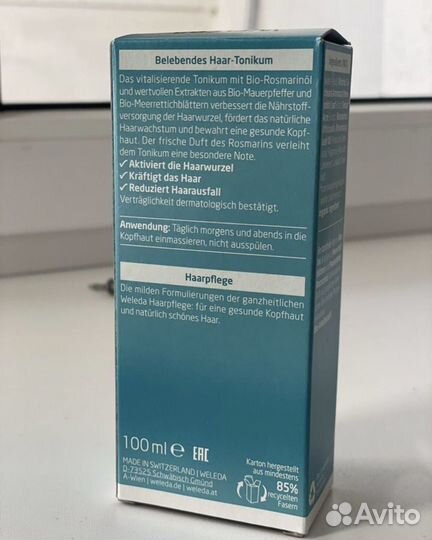 Belebendes Haar-Tonikum
Das vitalisierende Tonikum mit Bio-Rosmarinöl
und wertvollen Extrakten aus Bio-Mauerpfeffer und
Bio-Meerrettichblättern verbessert die Nährstoff-
versorgung der Haarwurzel, fördert das natürliche
Haarwachstum und bewahrt eine gesunde Kopf-
haut. Der frische Duft des Rosmarins verleiht
dem Tonikum eine besondere Note.
✓ Aktiviert die Haarwurzel
✓ Kräftigt das Haar
✓ Reduziert Haarausfall
Verträglichkeit dermatologisch bestätigt.
Anwendung: Täglich morgens und abends in die
Kopfhaut einmassieren, nicht ausspülen.
Haarpflege
Die milden Formulierungen der ganzheitlichen
Weleda Haarpflege: für eine gesunde Kopfhaut
und natürlich schönes Haar.
100 ml ℮ EAC
MADE IN SWITZERLAND | WELEDA
D-73525 Schwäbisch Gmünd
A-Wien | weleda.de | weleda.at
Karton hergestellt
aus mindestens
85%
recycelten
Fasern
Avito